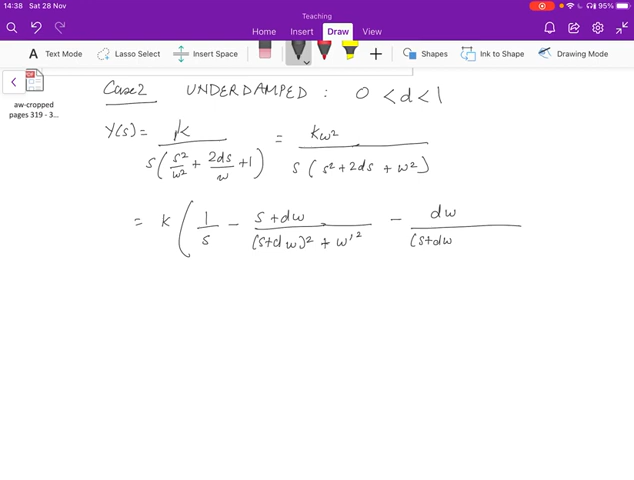 14:38 Sat 28 Nov
95%
Teaching
Home Insert Draw View
A Text Mode Lasso Select Insert Space + Shapes Ink to Shape Drawing Mode
PDF
aw-cropped
pages 319 - 3...
Case 2 UNDERDAMPED : 0 < d < 1
Y(s) = k / s(s²/w² + 2ds/w + 1) = kw² / s(s² + 2ds + w²)
= k ( 1/s - s + dw / (s+dw)² + w'² - dw / (s+dw